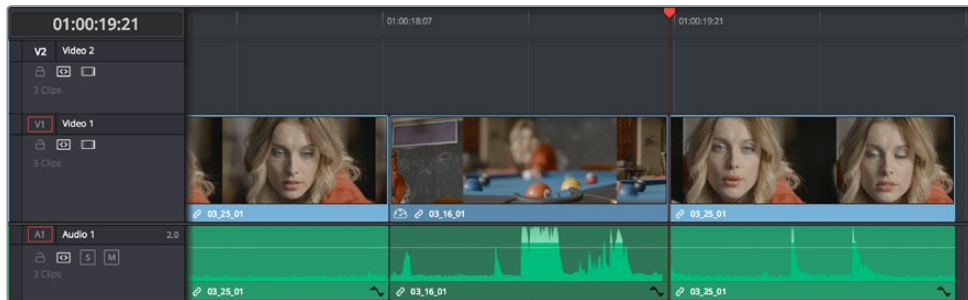 01:00:19:21
01:00:18:07
01:00:19:21
V2 Video 2
3 Clips
V1 Video 1
3 Clips
03_25_01
03_16_01
03_25_01
A1 Audio 1 2.0
S M
3 Clips
03_25_01
03_16_01
03_25_01